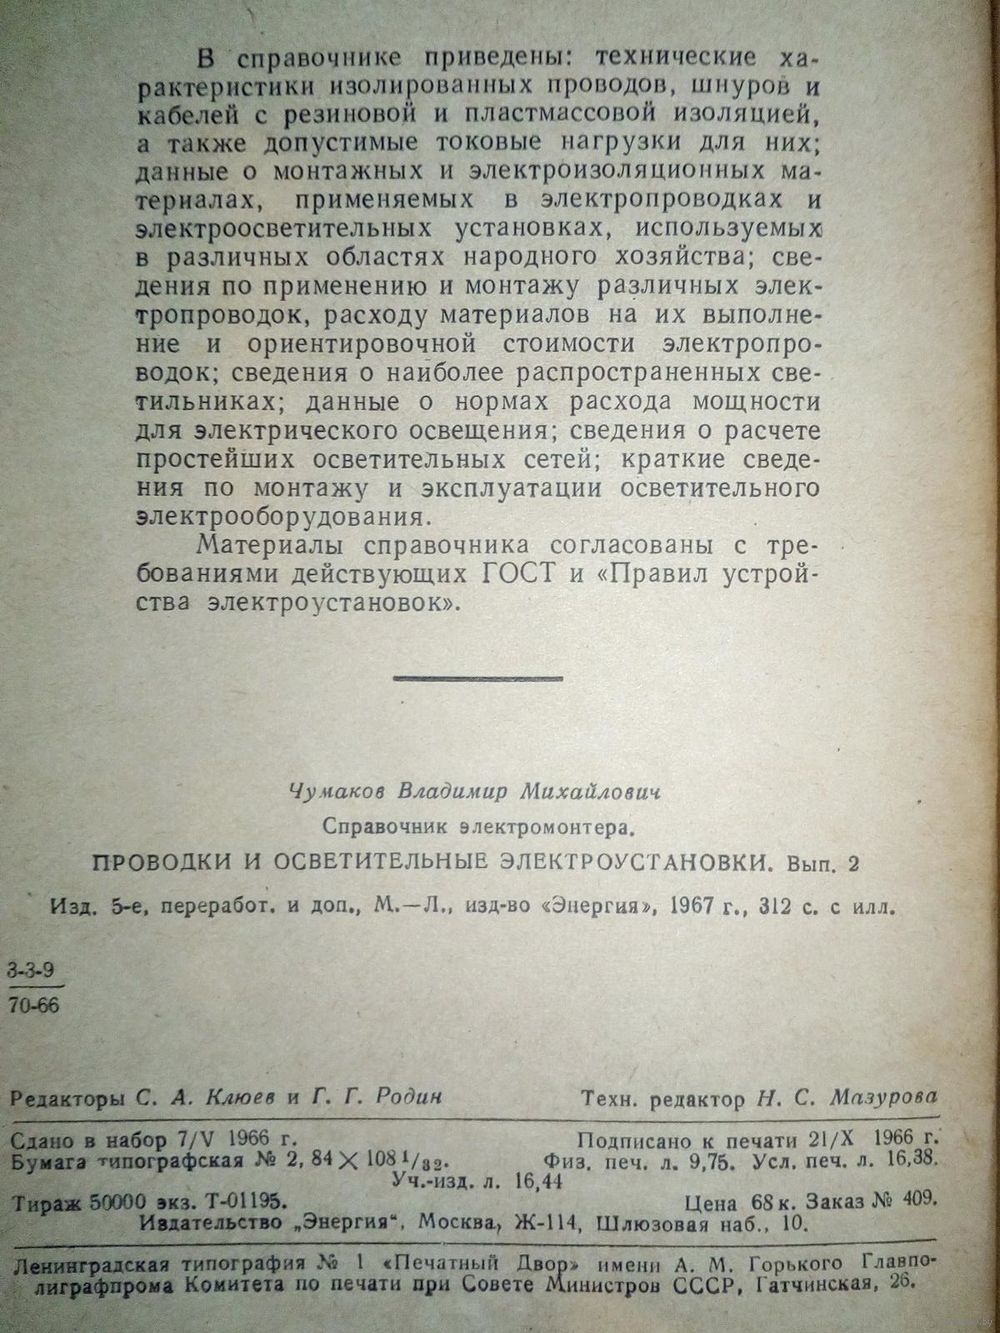 В справочнике приведены: технические ха-
рактеристики изолированных проводов, шнуров и
кабелей с резиновой и пластмассовой изоляцией,
а также допустимые токовые нагрузки для них;
данные о монтажных и электроизоляционных ма-
териалах, применяемых в электропроводках и
электроосветительных установках, используемых
в различных областях народного хозяйства; све-
дения по применению и монтажу различных элек-
тропроводок, расходу материалов на их выполне-
ние и ориентировочной стоимости электропро-
водок; сведения о наиболее распространенных све-
тильниках; данные о нормах расхода мощности
для электрического освещения; сведения о расчете
простейших осветительных сетей; краткие сведе-
ния по монтажу и эксплуатации осветительного
электрооборудования.
Материалы справочника согласованы с тре-
бованиями действующих ГОСТ и «Правил устрой-
ства электроустановок».
Чумаков Владимир Михайлович
Справочник электромонтера.
ПРОВОДКИ И ОСВЕТИТЕЛЬНЫЕ ЭЛЕКТРОУСТАНОВКИ. Вып. 2
Изд. 5-е, переработ. и доп., М.—Л., изд-во «Энергия», 1967 г., 312 с. с илл.
3-3-9
70-66
Редакторы С. А. Клюев и Г. Г. Родин Техн. редактор Н. С. Мазурова
Сдано в набор 7/V 1966 г. Подписано к печати 21/X 1966 г.
Бумага типографская № 2, 84×108 1/32. Физ. печ. л. 9,75. Усл. печ. л. 16,38.
Уч.-изд. л. 16,44
Тираж 50000 экз. Т-01195. Цена 68 к. Заказ № 409.
Издательство „Энергия“, Москва, Ж-114, Шлюзовая наб., 10.
Ленинградская типография № 1 «Печатный Двор» имени А. М. Горького Главпо-
лиграфпрома Комитета по печати при Совете Министров СССР, Гатчинская, 26.